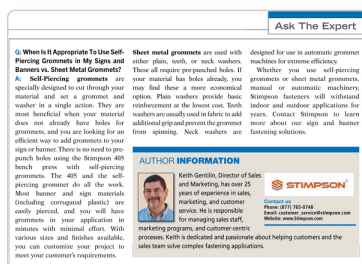 Ask The Expert
Q: When Is It Appropriate To Use Self-
Piercing Grommets in My Signs and
Banners vs. Sheet Metal Grommets?
A: Self-Piercing grommets are
specially designed to cut through your
material and set a grommet and
washer in a single action. They are
most beneficial when your material
does not already have holes for
grommets, and you are looking for an
efficient way to add grommets to your
sign or banner. There is no need to pre-
punch holes using the Stimpson 405
bench press with self-piercing
grommets. The 405 and the self-
piercing grommet do all the work.
Most banner and sign materials
(including corrugated plastic) are
easily pierced, and you will have
grommets in your application in
minutes with minimal effort. With
various sizes and finishes available,
you can customize your project to
meet your customer's requirements.
Sheet metal grommets are used with
either plain, teeth, or neck washers.
These all require pre-punched holes. If
your material has holes already, you
may find these a more economical
option. Plain washers provide basic
reinforcement at the lowest cost. Teeth
washers are usually used in fabric to add
additional grip and prevent the grommet
from spinning. Neck washers are
designed for use in automatic grommet
machines for extreme efficiency.
Whether you use self-piercing
grommets or sheet metal grommets,
manual or automatic machinery,
Stimpson fasteners will withstand
indoor and outdoor applications for
years. Contact Stimpson to learn
more about our sign and banner
fastening solutions.
AUTHOR INFORMATION
Keith Gentilin, Director of Sales
and Marketing, has over 25
years of experience in sales,
marketing, and customer
service. He is responsible
for managing sales staff,
marketing programs, and customer-centric
processes. Keith is dedicated and passionate about helping customers and the
sales team solve complex fastening applications.
STIMPSON
Contact us
Phone: (877) 765-0748
Email: customer_service@stimpson.com
Website: www.Stimpson.com